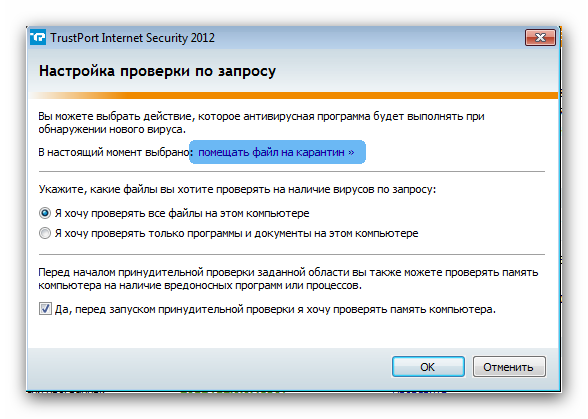 TrustPort Internet Security 2012
Настройка проверки по запросу
Вы можете выбрать действие, которое антивирусная программа будет выполнять при
обнаружении нового вируса.
В настоящий момент выбрано: помещать файл на карантин »
Укажите, какие файлы вы хотите проверять на наличие вирусов по запросу:
Я хочу проверять все файлы на этом компьютере
Я хочу проверять только программы и документы на этом компьютере
Перед началом принудительной проверки заданной области вы также можете проверять память
компьютера на наличие вредоносных программ или процессов.
Да, перед запуском принудительной проверки я хочу проверять память компьютера.
OK Отменить